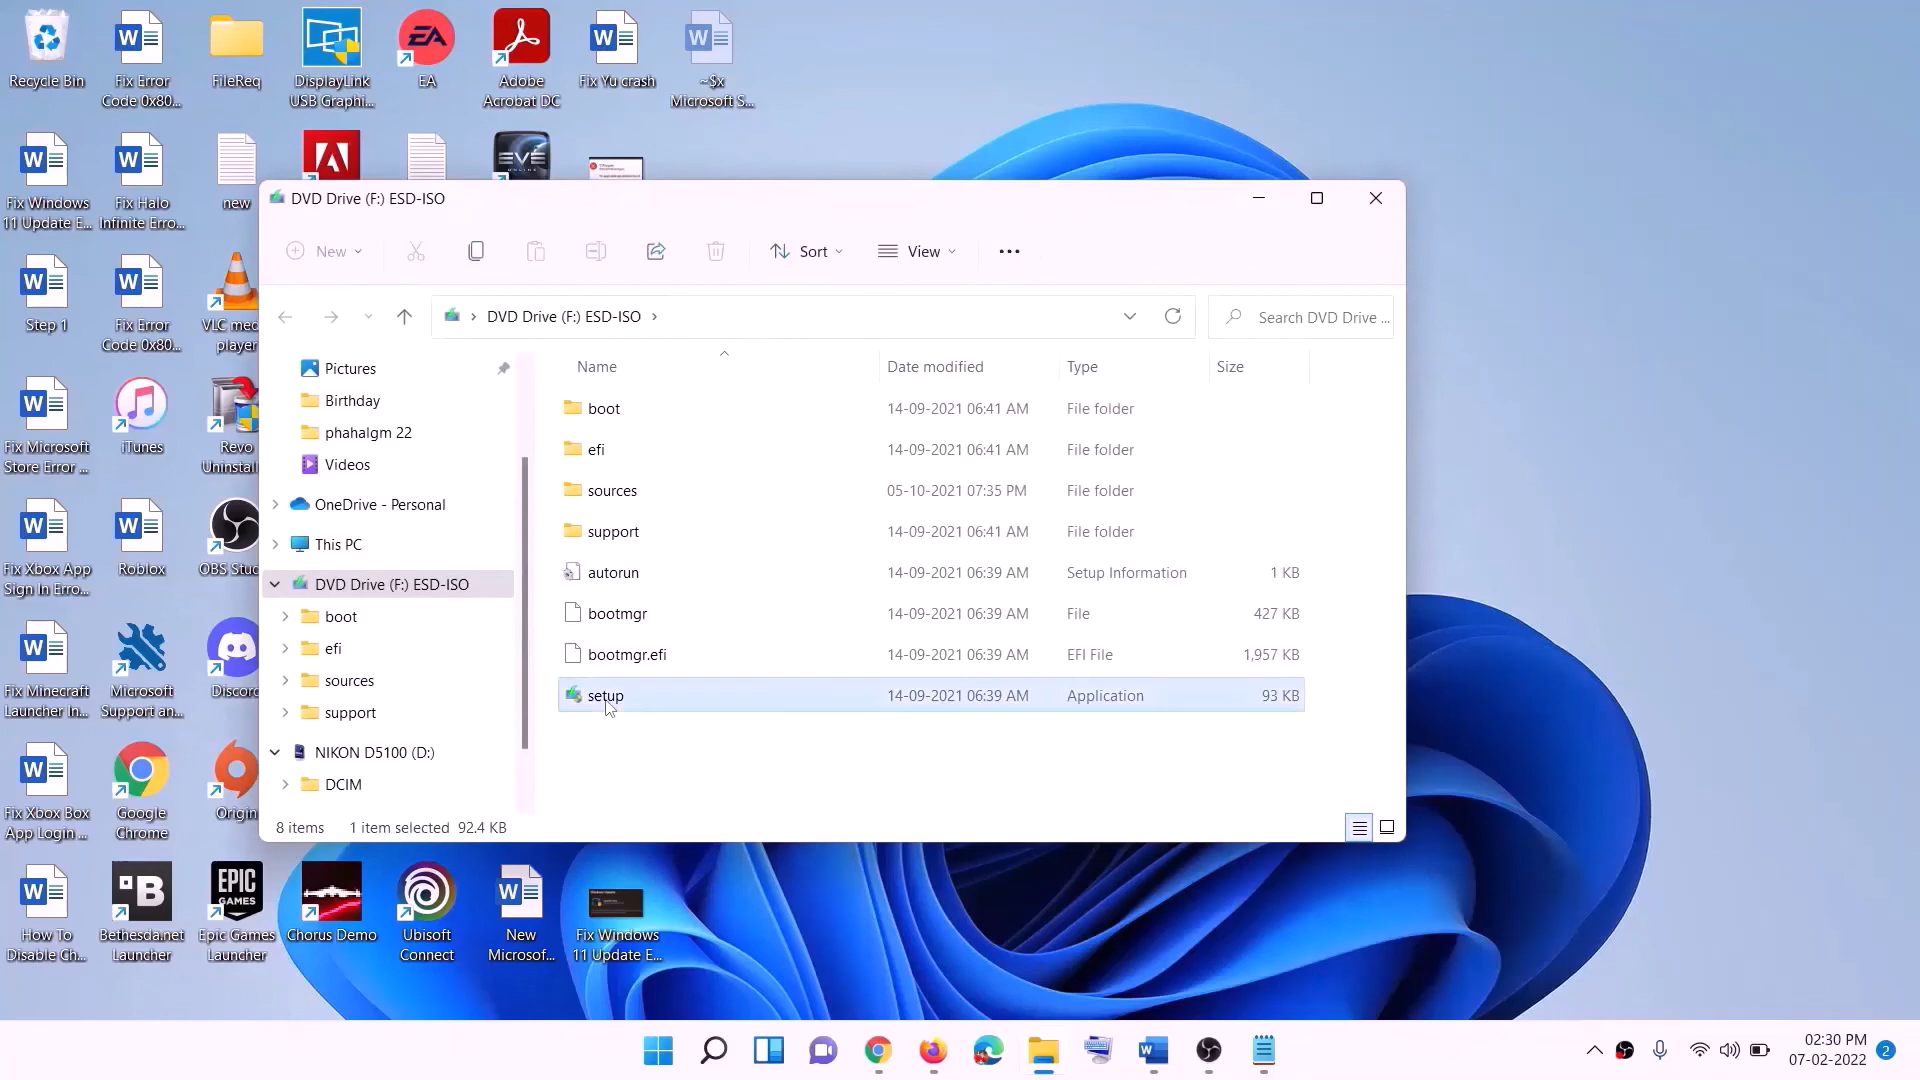 Recycle Bin
Fix Error
Code 0x80...
FileReq
DisplayLink
USB Graphi...
EA
Adobe
Acrobat DC
Fix Yu crash
~$x
Microsoft S...
Fix Windows
11 Update E...
Fix Halo
Infinite Erro...
new
EVE
ONLINE
Step 1
Fix Error
Code 0x80...
VLC med
player
Fix Microsoft
Store Error ...
iTunes
Revo
Uninstall
Fix Xbox App
Sign In Erro...
Roblox
OBS Stud
Fix Minecraft
Launcher In...
Microsoft
Support an...
Discord
Fix Xbox Box
App Login ...
Google
Chrome
Origin
How To
Disable Ch...
Bethesda.net
Launcher
EPIC
GAMES
Epic Games
Launcher
Chorus Demo
Ubisoft
Connect
New
Microsof...
Fix Windows
11 Update E...
DVD Drive (F:) ESD-ISO
New
Sort
View
DVD Drive (F:) ESD-ISO
Search DVD Drive ...
Pictures
Birthday
phahalgm 22
Videos
OneDrive - Personal
This PC
DVD Drive (F:) ESD-ISO
boot
efi
sources
support
NIKON D5100 (D:)
DCIM
Name Date modified Type Size
boot 14-09-2021 06:41 AM File folder
efi 14-09-2021 06:41 AM File folder
sources 05-10-2021 07:35 PM File folder
support 14-09-2021 06:41 AM File folder
autorun 14-09-2021 06:39 AM Setup Information 1 KB
bootmgr 14-09-2021 06:39 AM File 427 KB
bootmgr.efi 14-09-2021 06:39 AM EFI File 1,957 KB
setup 14-09-2021 06:39 AM Application 93 KB
8 items 1 item selected 92.4 KB
02:30 PM
07-02-2022
2